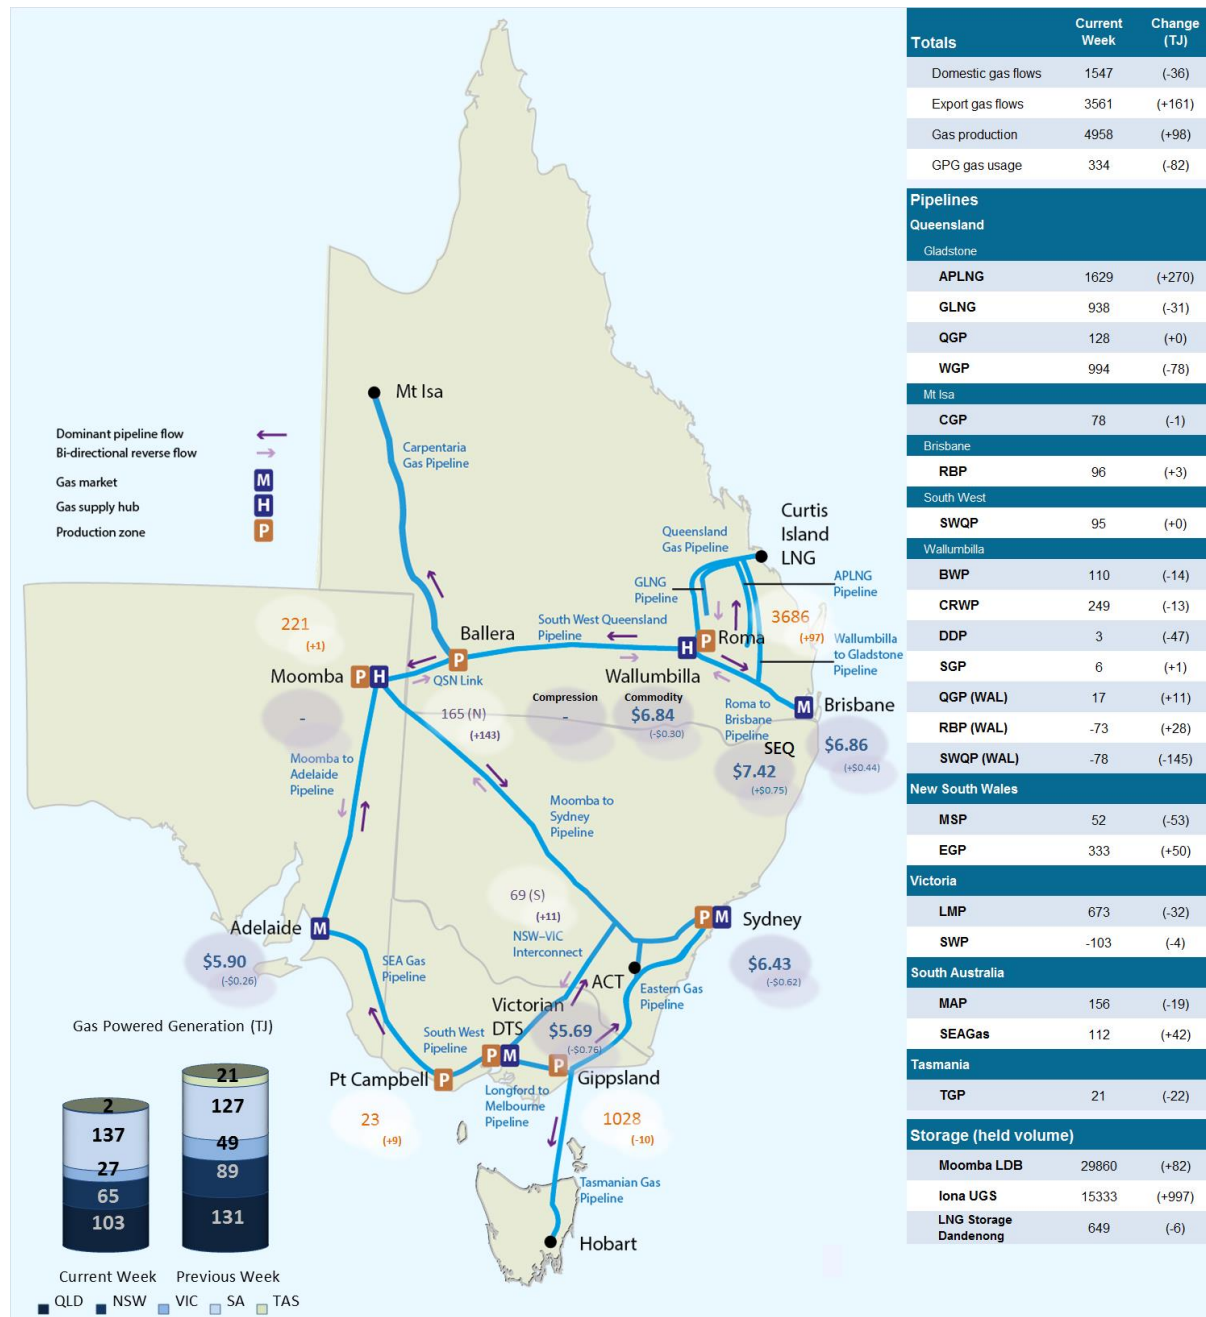 Dominant pipeline flow
Bi-directional reverse flow
Gas market
M
Gas supply hub
H
Production zone
P
Mt Isa
Carpentaria
Gas Pipeline
Curtis
Island
LNG
Queensland
Gas Pipeline
GLNG
Pipeline
APLNG
Pipeline
3686
(+97)
Wallumbilla
to Gladstone
Pipeline
South West Queensland
Pipeline
H
P
Roma
Wallumbilla
Ballera
P
QSN Link
221
(+1)
Moomba
P
H
-
165 (N)
(+143)
Compression
-
Commodity
$6.84
(-$0.30)
Roma to
Brisbane
Pipeline
M
Brisbane
$6.86
(+$0.44)
SEQ
$7.42
(+$0.75)
Moomba to
Adelaide
Pipeline
Moomba to
Sydney
Pipeline
69 (S)
(+11)
NSW–VIC
Interconnect
Adelaide
M
$5.90
(-$0.26)
SEA Gas
Pipeline
P
M
Sydney
$6.43
(-$0.62)
ACT
Eastern Gas
Pipeline
Victorian
DTS
$5.69
(-$0.76)
South West
Pipeline
P
M
P
Gippsland
1028
(-10)
Pt Campbell
P
23
(+9)
Longford to
Melbourne
Pipeline
Tasmanian Gas
Pipeline
Hobart
Gas Powered Generation (TJ)
2
137
27
65
103
21
127
49
89
131
Current Week
Previous Week
QLD NSW VIC SA TAS
Totals Current Week Change (TJ)
Domestic gas flows 1547 (-36)
Export gas flows 3561 (+161)
Gas production 4958 (+98)
GPG gas usage 334 (-82)
Pipelines
Queensland
Gladstone
APLNG 1629 (+270)
GLNG 938 (-31)
QGP 128 (+0)
WGP 994 (-78)
Mt Isa
CGP 78 (-1)
Brisbane
RBP 96 (+3)
South West
SWQP 95 (+0)
Wallumbilla
BWP 110 (-14)
CRWP 249 (-13)
DDP 3 (-47)
SGP 6 (+1)
QGP (WAL) 17 (+11)
RBP (WAL) -73 (+28)
SWQP (WAL) -78 (-145)
New South Wales
MSP 52 (-53)
EGP 333 (+50)
Victoria
LMP 673 (-32)
SWP -103 (-4)
South Australia
MAP 156 (-19)
SEAGas 112 (+42)
Tasmania
TGP 21 (-22)
Storage (held volume)
Moomba LDB 29860 (+82)
Iona UGS 15333 (+997)
LNG Storage
Dandenong 649 (-6)